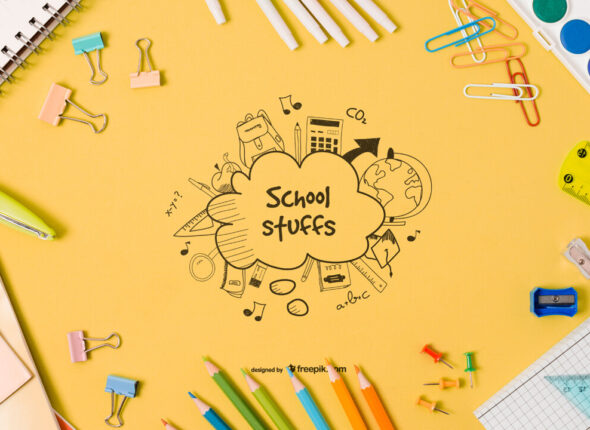 CO2
School
stuffs
x-y=?
a+b=c
designed by freepik.com